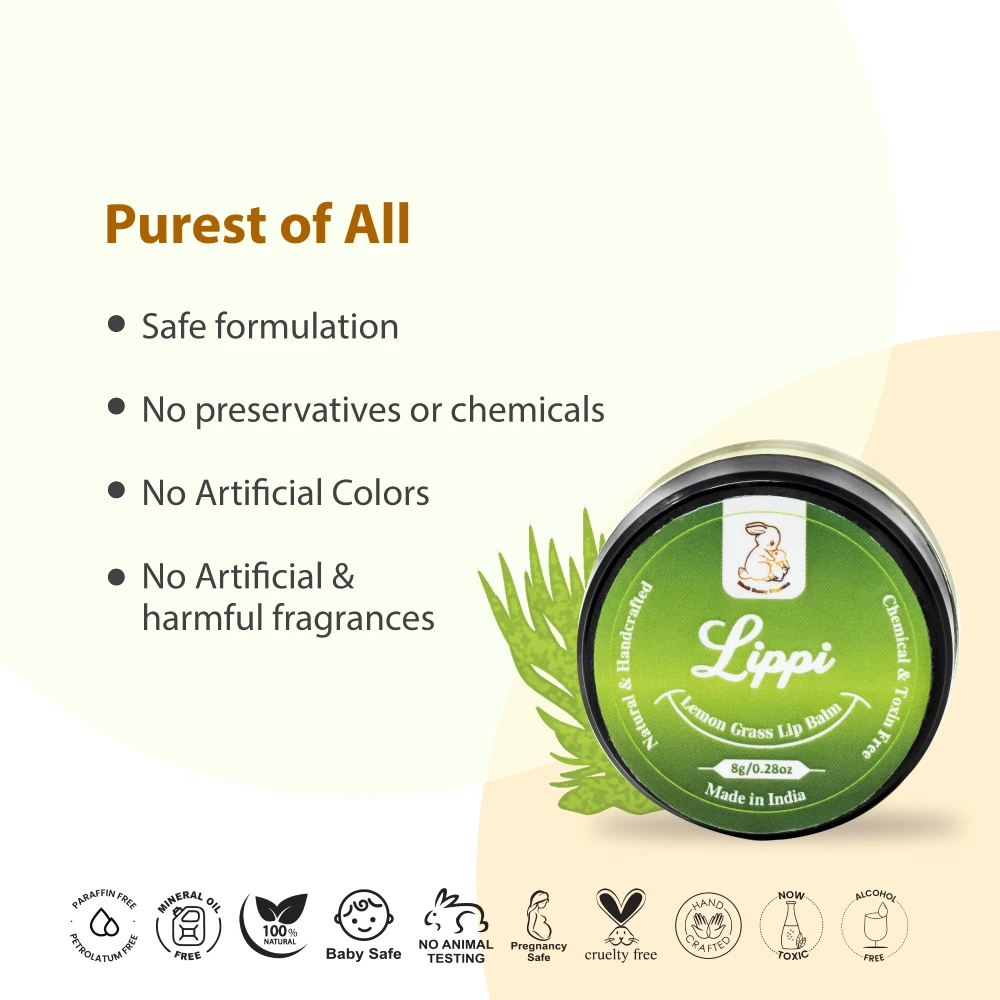 Purest of All
Safe formulation
No preservatives or chemicals
No Artificial Colors
No Artificial &
harmful fragrances
Natural & Handcrafted
Chemical & Toxin Free
Lippi
Lemon Grass Lip Balm
8g/0.28oz
Made in India
PARAFFIN FREE
PETROLATUM FREE
MINERAL OIL
FREE
100%
NATURAL
Baby Safe
NO ANIMAL
TESTING
Pregnancy
Safe
cruelty free
HAND
CRAFTED
NOW
TOXIC
ALCOHOL
FREE